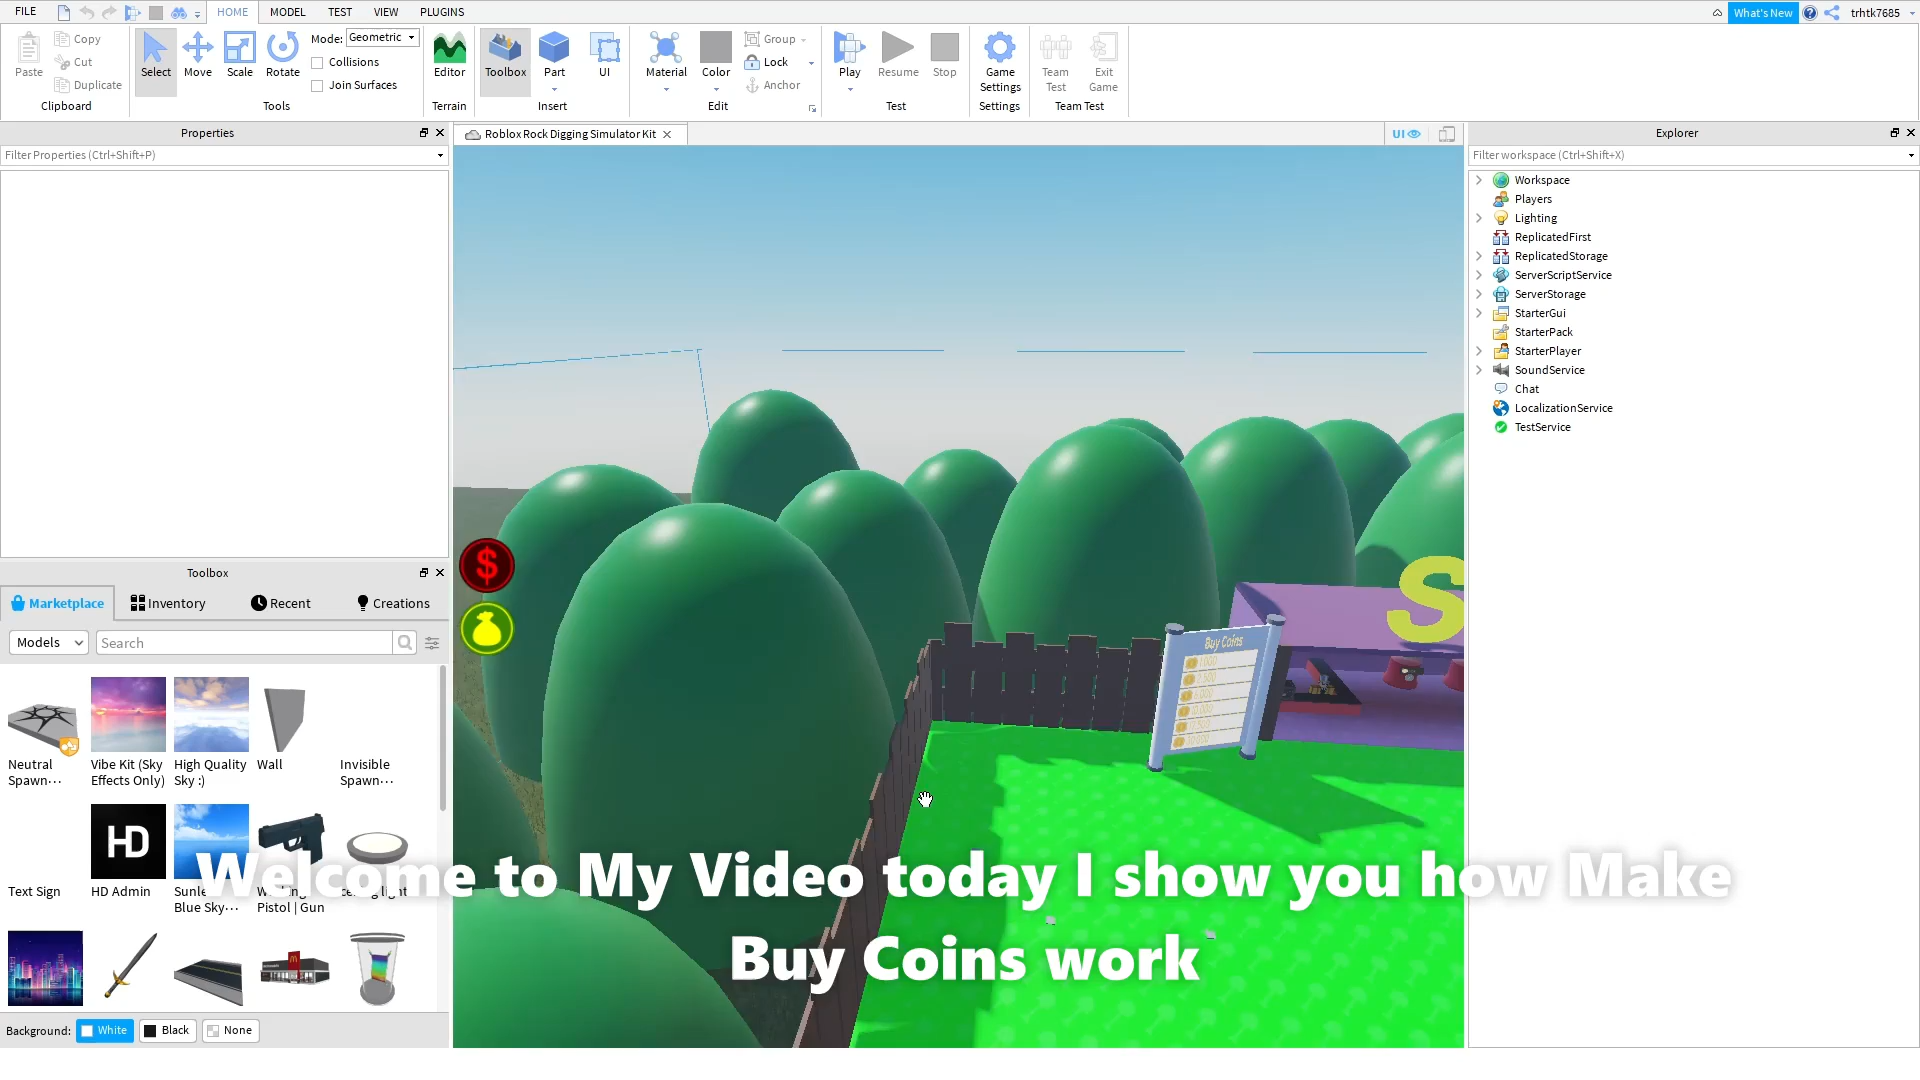 FILE
HOME
MODEL
TEST
VIEW
PLUGINS
What's New
trhtk7685
Paste
Copy
Cut
Duplicate
Clipboard
Select
Move
Scale
Rotate
Mode: Geometric
Collisions
Join Surfaces
Tools
Editor
Terrain
Toolbox
Part
UI
Insert
Material
Color
Group
Lock
Anchor
Edit
Play
Resume
Stop
Test
Game
Settings
Settings
Team
Test
Exit
Game
Team Test
Properties
Filter Properties (Ctrl+Shift+P)
Roblox Rock Digging Simulator Kit
UI
Explorer
Filter workspace (Ctrl+Shift+X)
Workspace
Players
Lighting
ReplicatedFirst
ReplicatedStorage
ServerScriptService
ServerStorage
StarterGui
StarterPack
StarterPlayer
SoundService
Chat
LocalizationService
TestService
Toolbox
Marketplace
Inventory
Recent
Creations
Models
Search
Neutral
Spawn...
Vibe Kit (Sky
Effects Only)
High Quality
Sky :)
Wall
Invisible
Spawn...
Text Sign
HD
HD Admin
Blue Sky...
Pistol | Gun
$
Buy Coins
S
Welcome to My Video today I show you how Make
Buy Coins work
Background:
White
Black
None